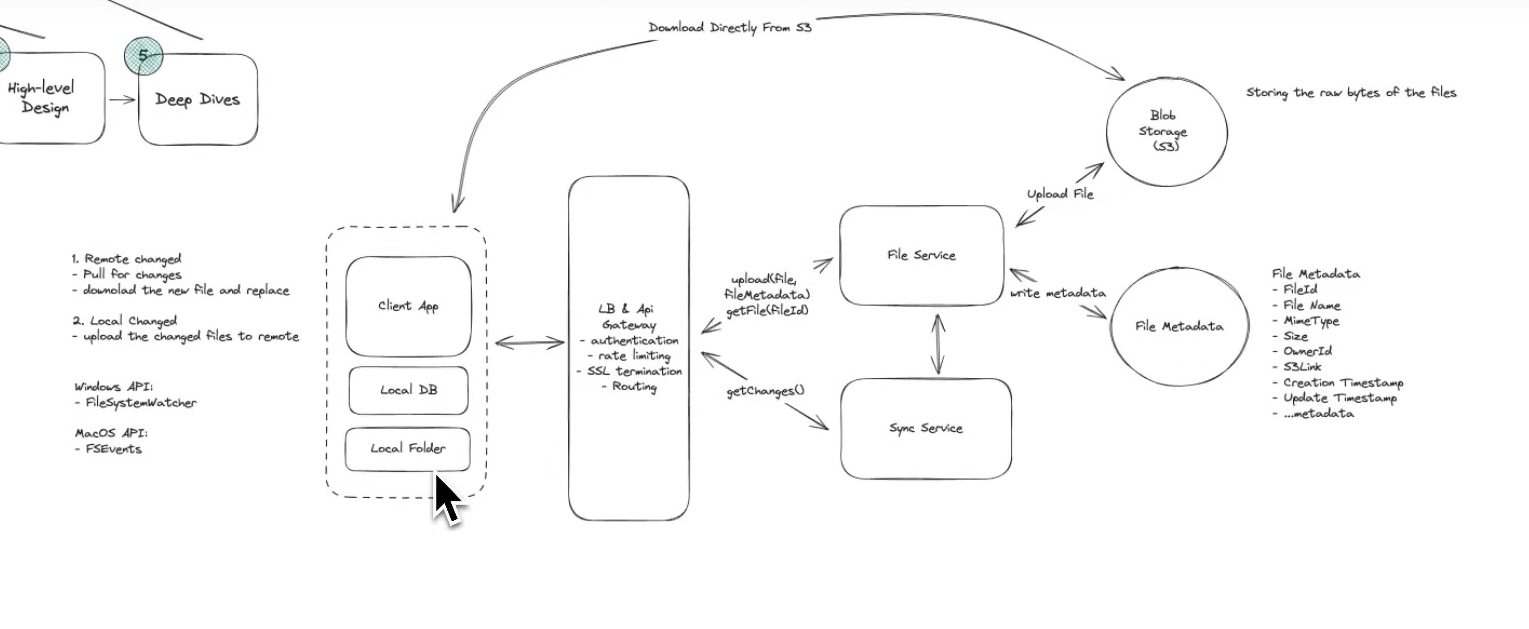 Download Directly From S3
5
High-level
Design
Deep Dives
Blob
Storage
(S3)
Storing the raw bytes of the files
Upload File
1. Remote changed
- Pull for changes
- downolad the new file and replace
2. Local Changed
- upload the changed files to remote
Windows API:
- FileSystemWatcher
MacOS API:
- FSEvents
Client App
Local DB
Local Folder
LB & Api
Gateway
- authentication
- rate limiting
- SSL termination
- Routing
upload(file,
fileMetadata)
getFile(fileId)
getChanges()
File Service
Sync Service
write metadata
File Metadata
File Metadata
- FileId
- File Name
- MimeType
- Size
- OwnerId
- S3Link
- Creation Timestamp
- Update Timestamp
- ...metadata